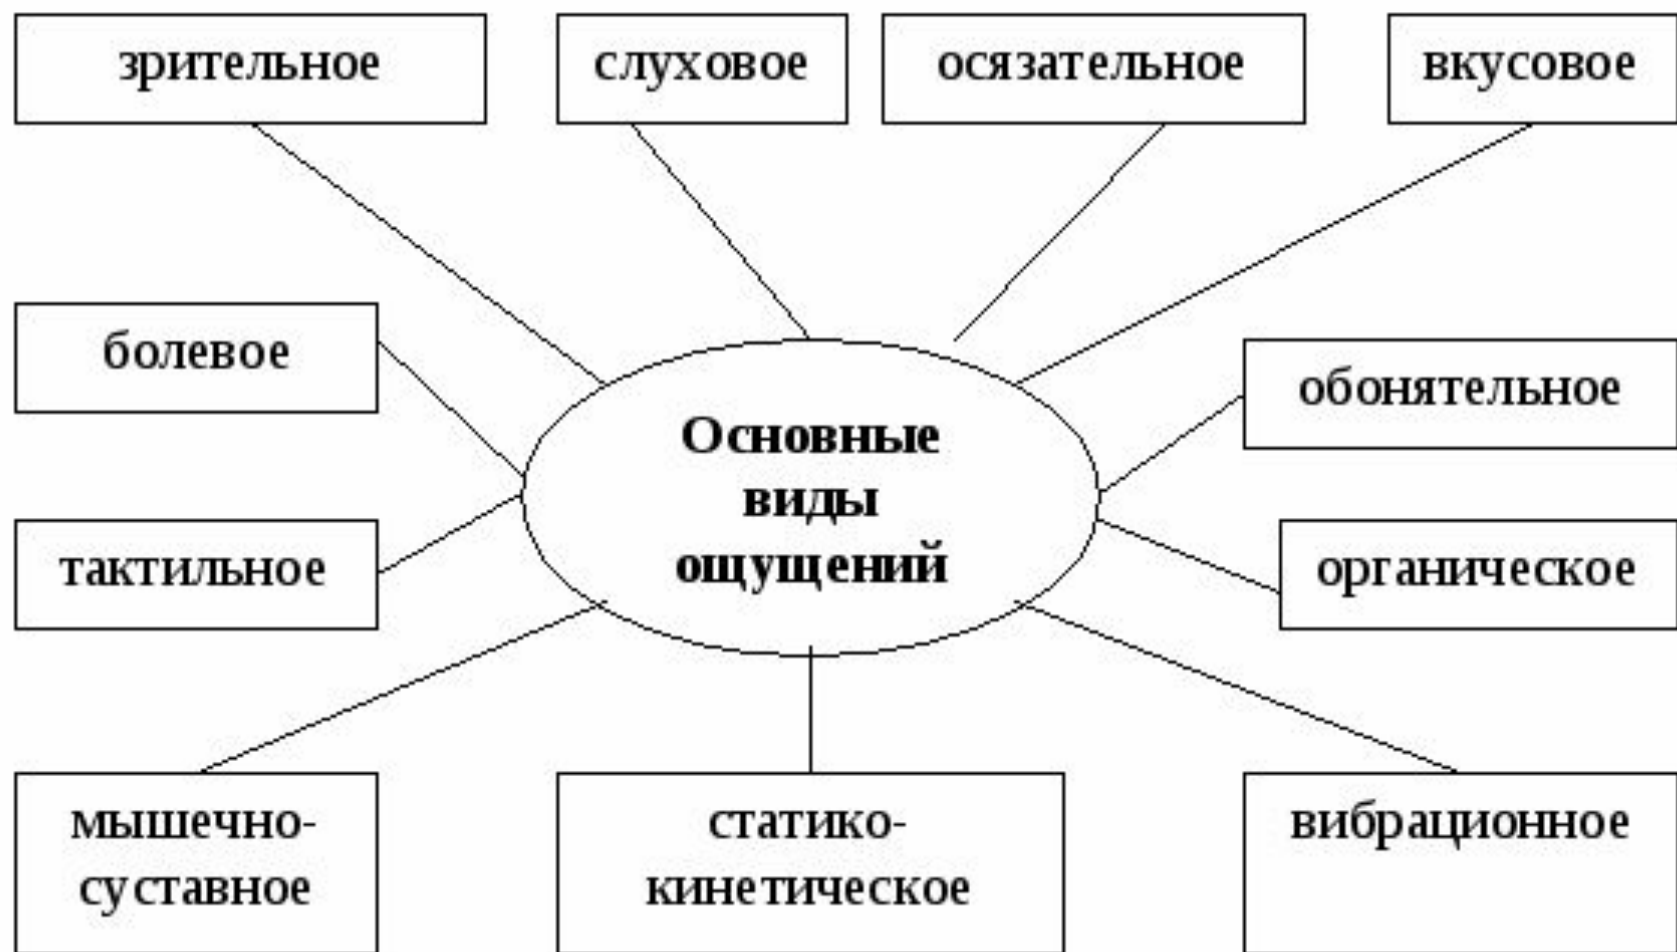 зрительное
слуховое
осязательное
вкусовое
болевое
обонятельное
Основные
виды
ощущений
тактильное
органическое
мышечно-
суставное
статико-
кинетическое
вибрационное